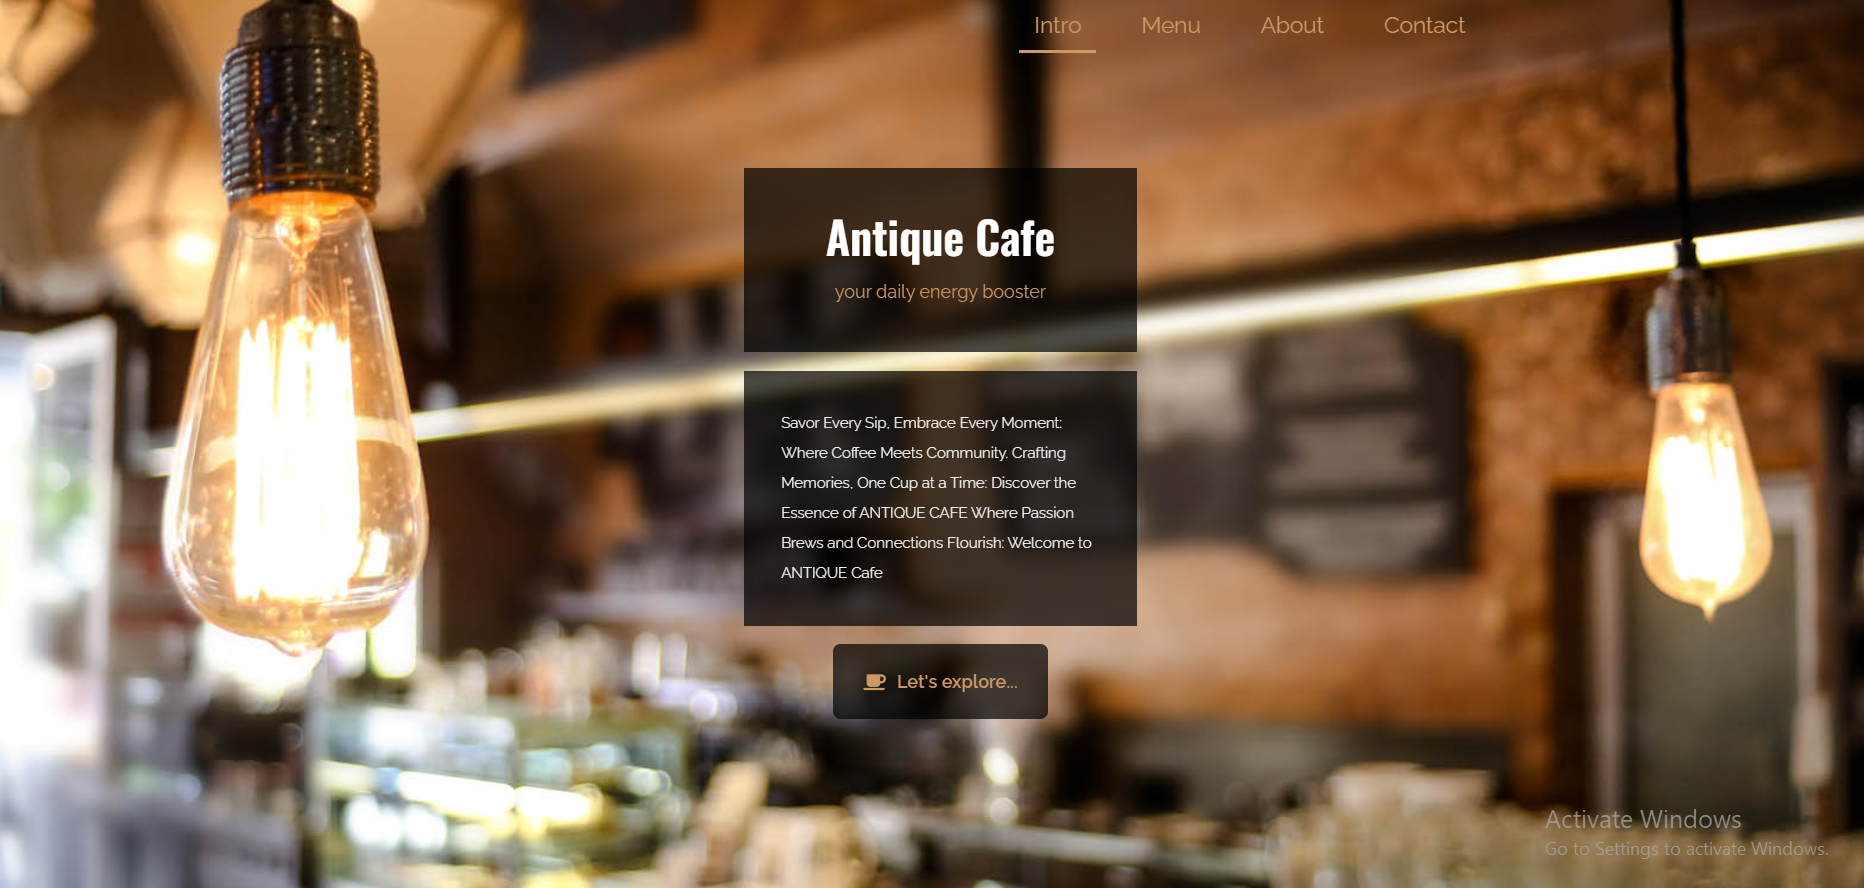 Intro Menu About Contact
Antique Cafe
your daily energy booster
Savor Every Sip, Embrace Every Moment:
Where Coffee Meets Community. Crafting
Memories, One Cup at a Time: Discover the
Essence of ANTIQUE CAFE Where Passion
Brews and Connections Flourish: Welcome to
ANTIQUE Cafe
Let's explore...
Activate Windows
Go to Settings to activate Windows.